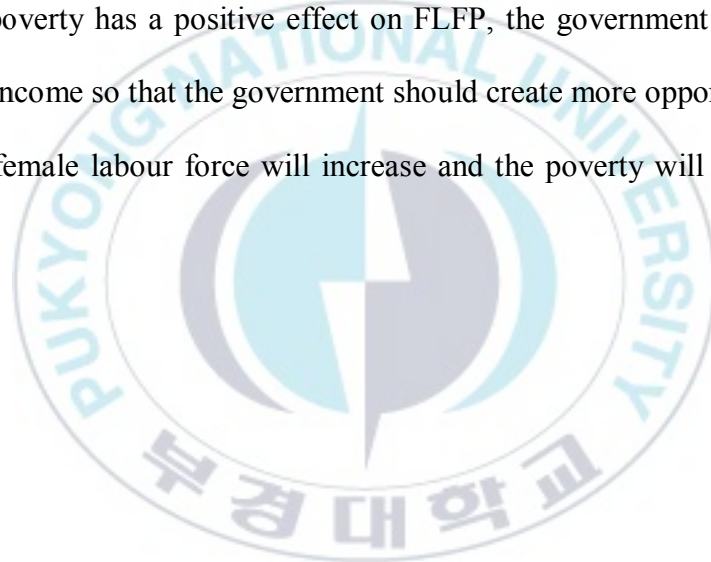 poverty has a positive effect on FLFP, the government
income so that the government should create more oppor
female labour force will increase and the poverty will
PUKYONG NATIONAL UNIVERSITY
부경대학교